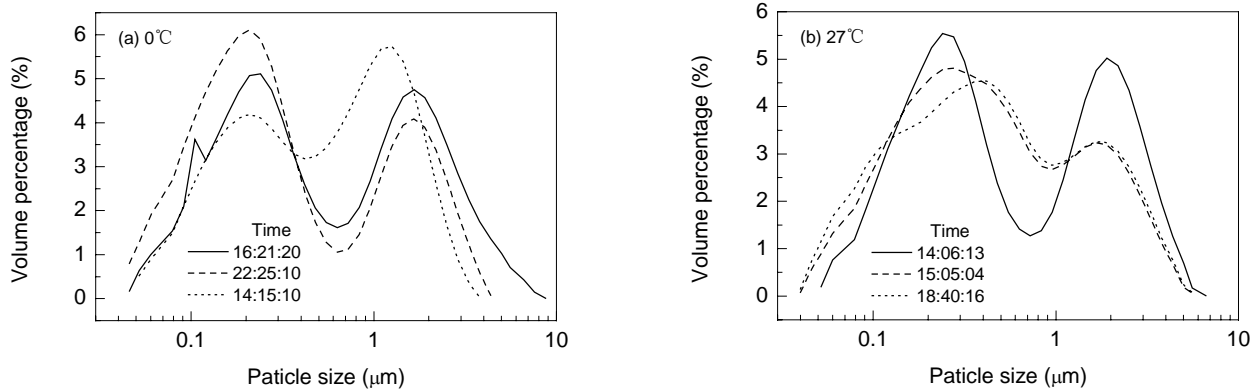 (a) 0℃
Volume percentage (%)
6
5
4
3
2
1
0
Time
16:21:20
22:25:10
14:15:10
0.1 1 10
Paticle size (μm)
(b) 27℃
Volume percentage (%)
6
5
4
3
2
1
0
Time
14:06:13
15:05:04
18:40:16
0.1 1 10
Paticle size (μm)